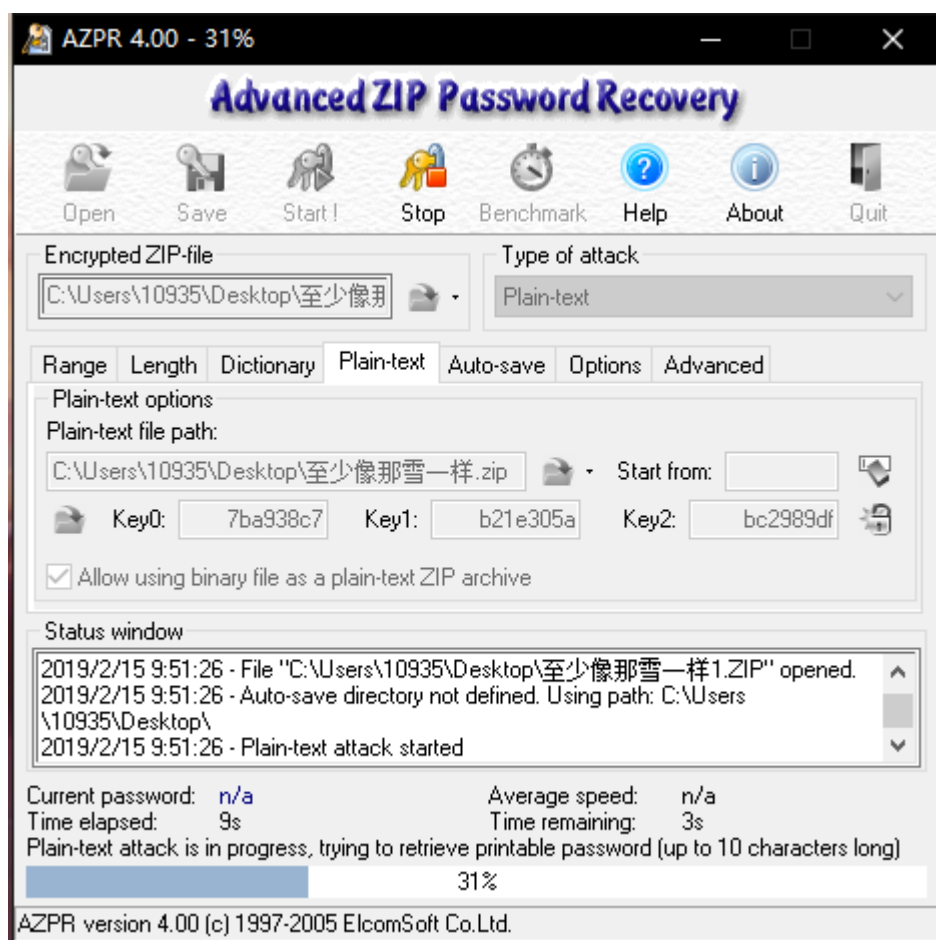 AZPR 4.00 - 31%
Advanced ZIP Password Recovery
Open Save Start! Stop Benchmark Help About Quit
Encrypted ZIP-file Type of attack
C:\Users\10935\Desktop\至少像那 Plain-text
Range Length Dictionary Plain-text Auto-save Options Advanced
Plain-text options
Plain-text file path:
C:\Users\10935\Desktop\至少像那雪一样.zip Start from:
Key0: 7ba938c7 Key1: b21e305a Key2: bc2989df
Allow using binary file as a plain-text ZIP archive
Status window
2019/2/15 9:51:26 - File "C:\Users\10935\Desktop\至少像那雪一样1.ZIP" opened.
2019/2/15 9:51:26 - Auto-save directory not defined. Using path: C:\Users
\10935\Desktop\
2019/2/15 9:51:26 - Plain-text attack started
Current password: n/a Average speed: n/a
Time elapsed: 9s Time remaining: 3s
Plain-text attack is in progress, trying to retrieve printable password (up to 10 characters long)
31%
AZPR version 4.00 (c) 1997-2005 ElcomSoft Co.Ltd.